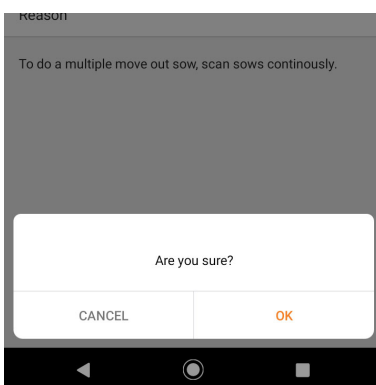 Reason
To do a multiple move out sow, scan sows continously.
Are you sure?
CANCEL
OK